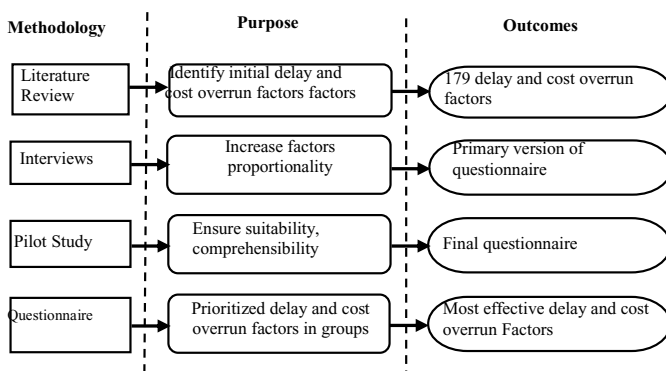 Methodology
Purpose
Outcomes
Literature
Review
Identify initial delay and
cost overrun factors factors
179 delay and cost overrun
factors
Interviews
Increase factors
proportionality
Primary version of
questionnaire
Pilot Study
Ensure suitability,
comprehensibility
Final questionnaire
Questionnaire
Prioritized delay and cost
overrun factors in groups
Most effective delay and cost
overrun Factors